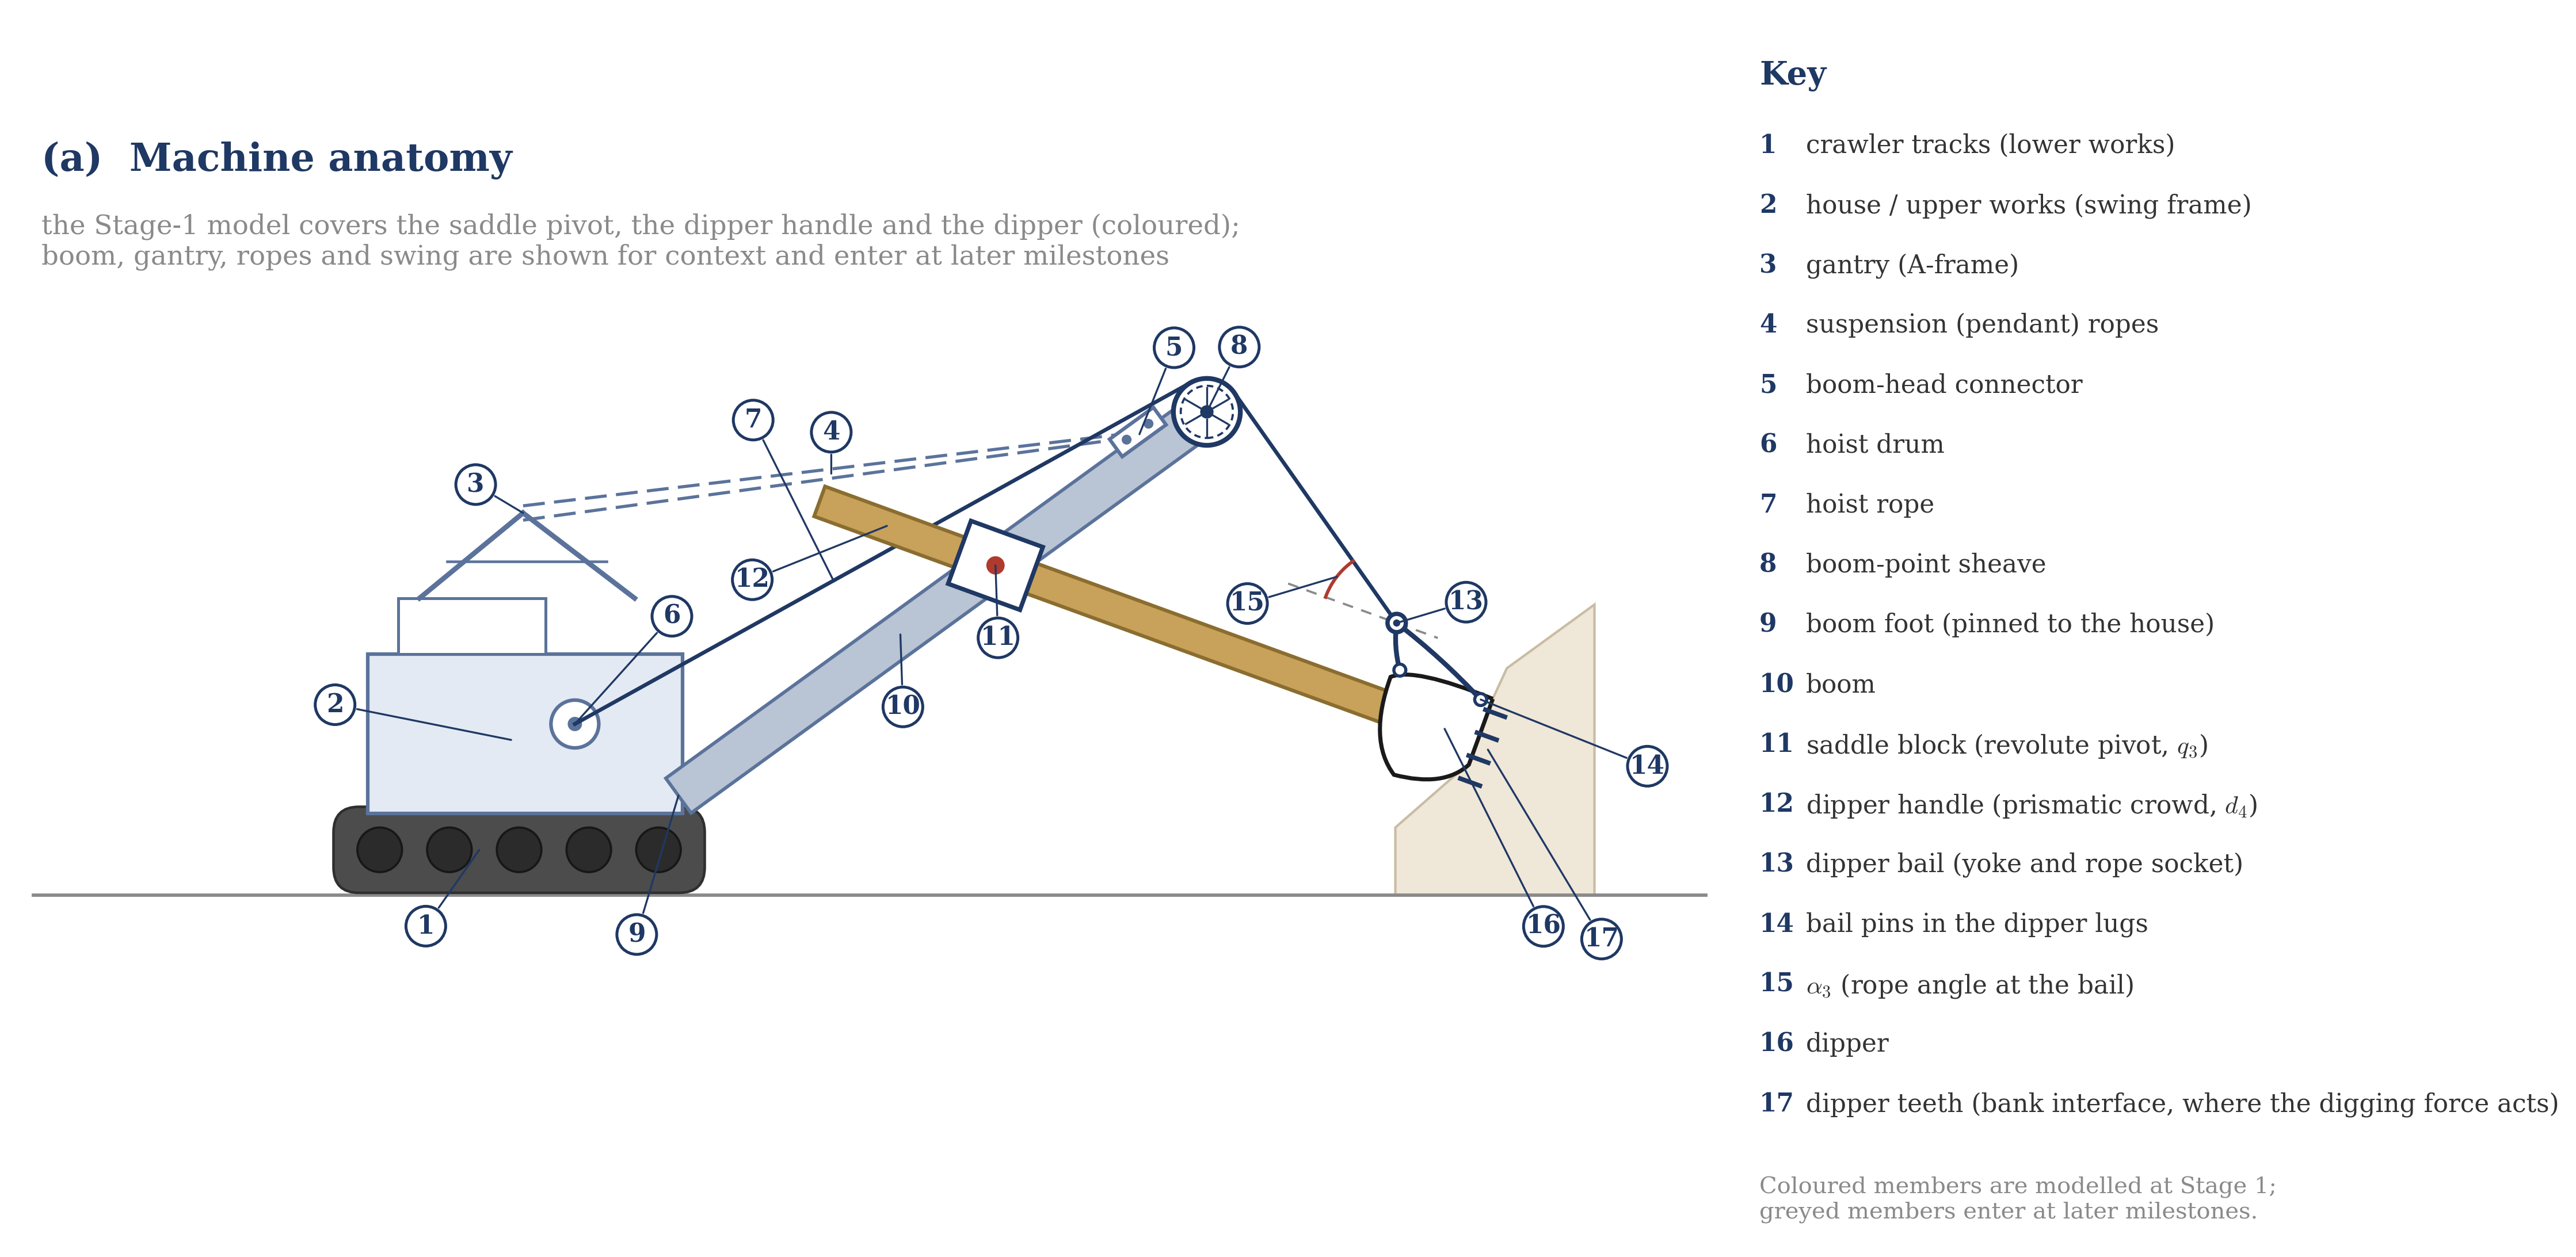 (a) Machine anatomy
the Stage-1 model covers the saddle pivot, the dipper handle and the dipper (coloured);
boom, gantry, ropes and swing are shown for context and enter at later milestones
5
8
7
4
3
12
6
15
13
11
2
10
14
1
9
16
17
Key
1 crawler tracks (lower works)
2 house / upper works (swing frame)
3 gantry (A-frame)
4 suspension (pendant) ropes
5 boom-head connector
6 hoist drum
7 hoist rope
8 boom-point sheave
9 boom foot (pinned to the house)
10 boom
11 saddle block (revolute pivot, q₃)
12 dipper handle (prismatic crowd, d₄)
13 dipper bail (yoke and rope socket)
14 bail pins in the dipper lugs
15 α₃ (rope angle at the bail)
16 dipper
17 dipper teeth (bank interface, where the digging force acts)
Coloured members are modelled at Stage 1;
greyed members enter at later milestones.